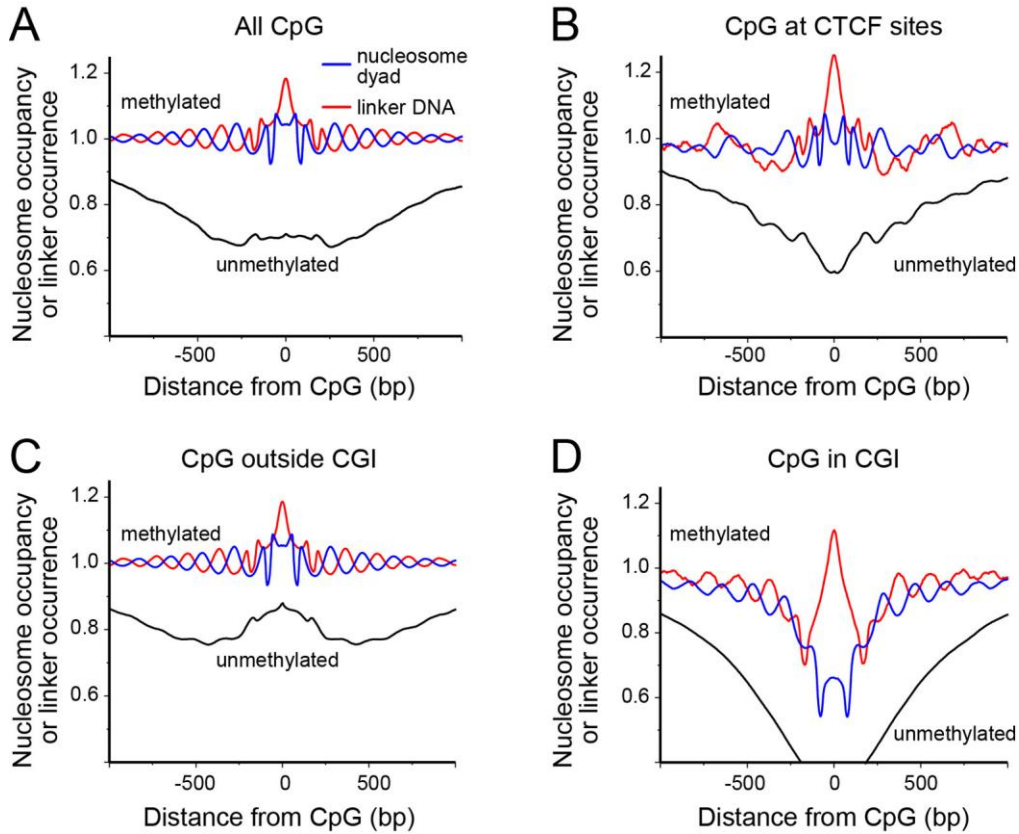 A
All CpG
Nucleosome occupancy
or linker occurrence
1.2
1.0
0.8
0.6
methylated
nucleosome
dyad
linker DNA
unmethylated
-500
0
500
Distance from CpG (bp)
B
CpG at CTCF sites
Nucleosome occupancy
or linker occurrence
1.2
1.0
0.8
0.6
methylated
unmethylated
-500
0
500
Distance from CpG (bp)
C
CpG outside CGI
Nucleosome occupancy
or linker occurrence
1.2
1.0
0.8
0.6
methylated
unmethylated
-500
0
500
Distance from CpG (bp)
D
CpG in CGI
Nucleosome occupancy
or linker occurrence
1.2
1.0
0.8
0.6
methylated
unmethylated
-500
0
500
Distance from CpG (bp)